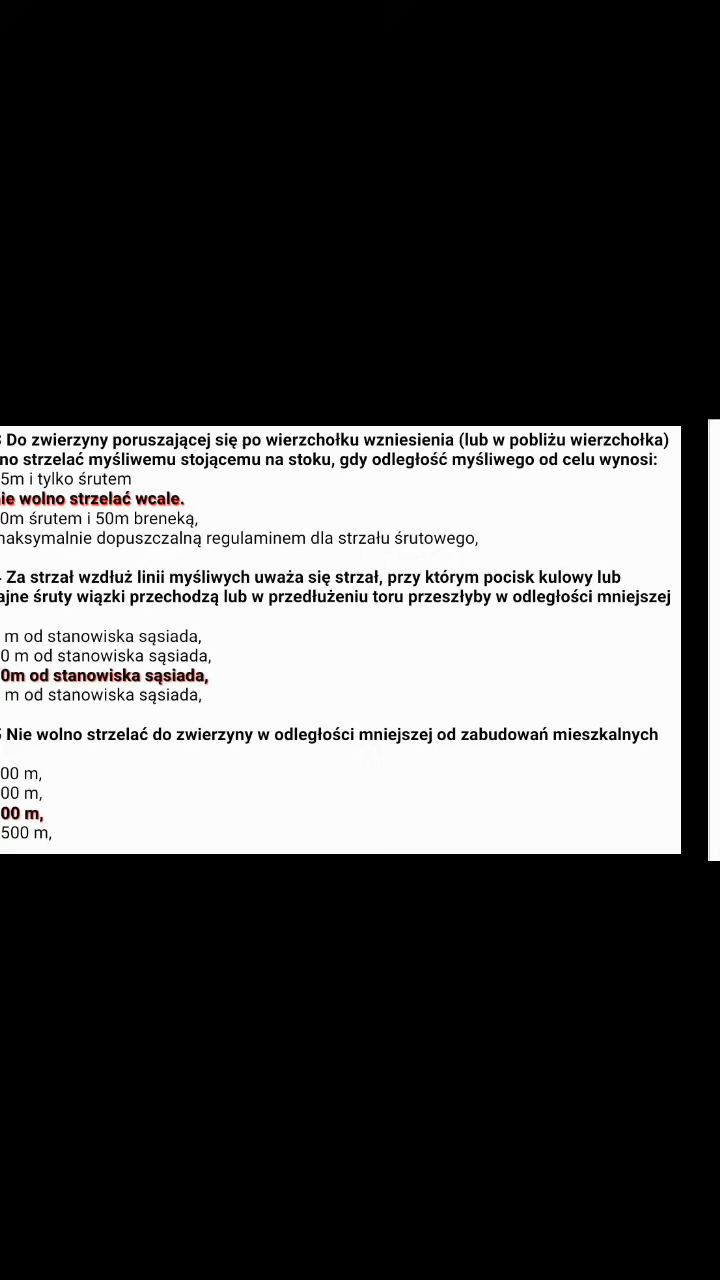 Do zwierzyny poruszającej się po wierzchołku wzniesienia (lub w pobliżu wierzchołka)
no strzelać myśliwemu stojącemu na stoku, gdy odległość myśliwego od celu wynosi:
5m i tylko śrutem
ie wolno strzelać wcale.
0m śrutem i 50m breneką,
naksymalnie dopuszczalną regulaminem dla strzału śrutowego,
Za strzał wzdłuż linii myśliwych uważa się strzał, przy którym pocisk kulowy lub
ajne śruty wiązki przechodzą lub w przedłużeniu toru przeszłyby w odległości mniejszej
m od stanowiska sąsiada,
0 m od stanowiska sąsiada,
0m od stanowiska sąsiada,
m od stanowiska sąsiada,
Nie wolno strzelać do zwierzyny w odległości mniejszej od zabudowań mieszkalnych
00 m,
00 m,
00 m,
500 m,